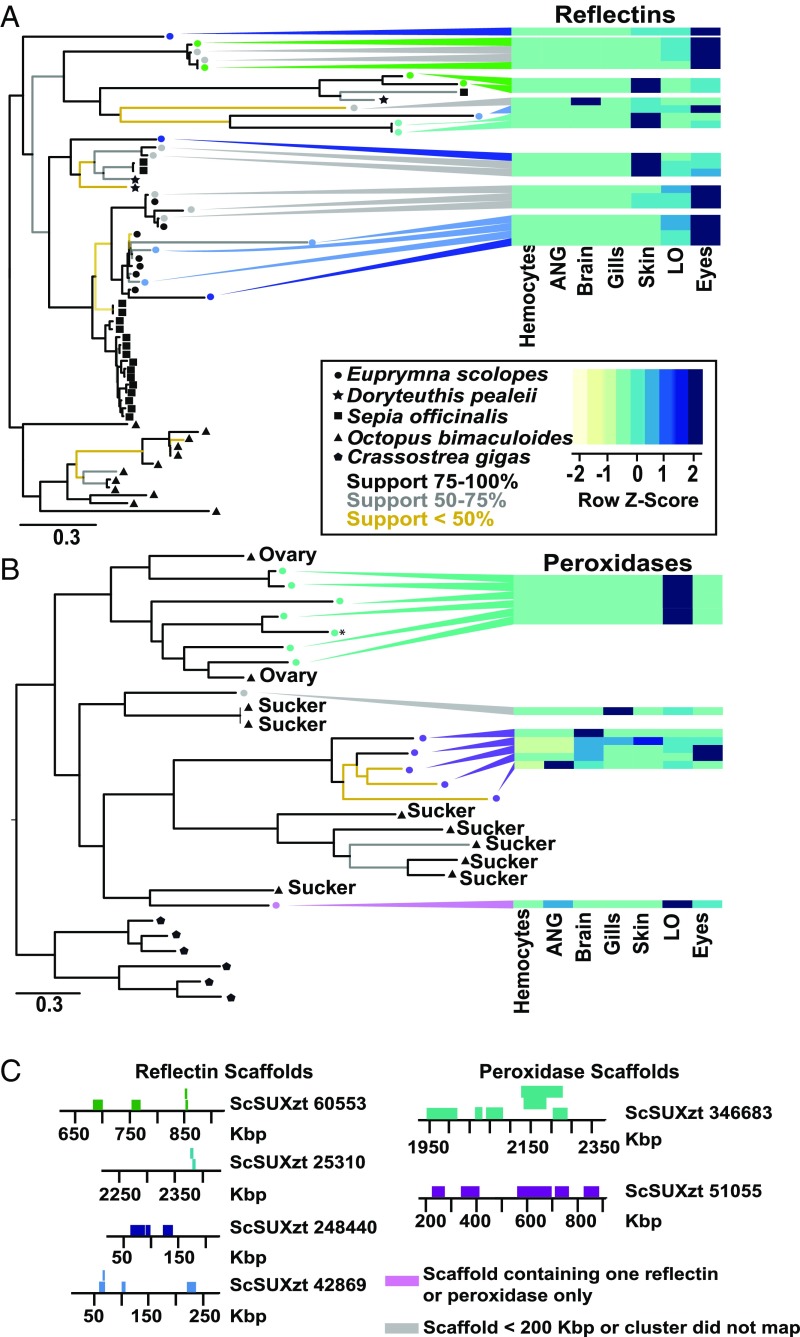 A
Reflectins
Hemocytes
ANG
Brain
Gills
Skin
LO
Eyes
Euprymna scolopes
Doryteuthis pealeii
Sepia officinalis
Octopus bimaculoides
Crassostrea gigas
Support 75-100%
Support 50-75%
Support < 50%
-2 -1 0 1 2
Row Z-Score
0.3
B
Peroxidases
Ovary
*
Ovary
Sucker
Sucker
Sucker
Sucker
Sucker
Sucker
Sucker
Sucker
Hemocytes
ANG
Brain
Gills
Skin
LO
Eyes
0.3
C
Reflectin Scaffolds
ScSUXzt 60553
650 750 850 Kbp
ScSUXzt 25310
2250 2350 Kbp
ScSUXzt 248440
50 150 Kbp
ScSUXzt 42869
50 150 250 Kbp
Peroxidase Scaffolds
ScSUXzt 346683
1950 2150 2350 Kbp
ScSUXzt 51055
200 400 600 800 Kbp
Scaffold containing one reflectin
or peroxidase only
Scaffold < 200 Kbp or cluster did not map